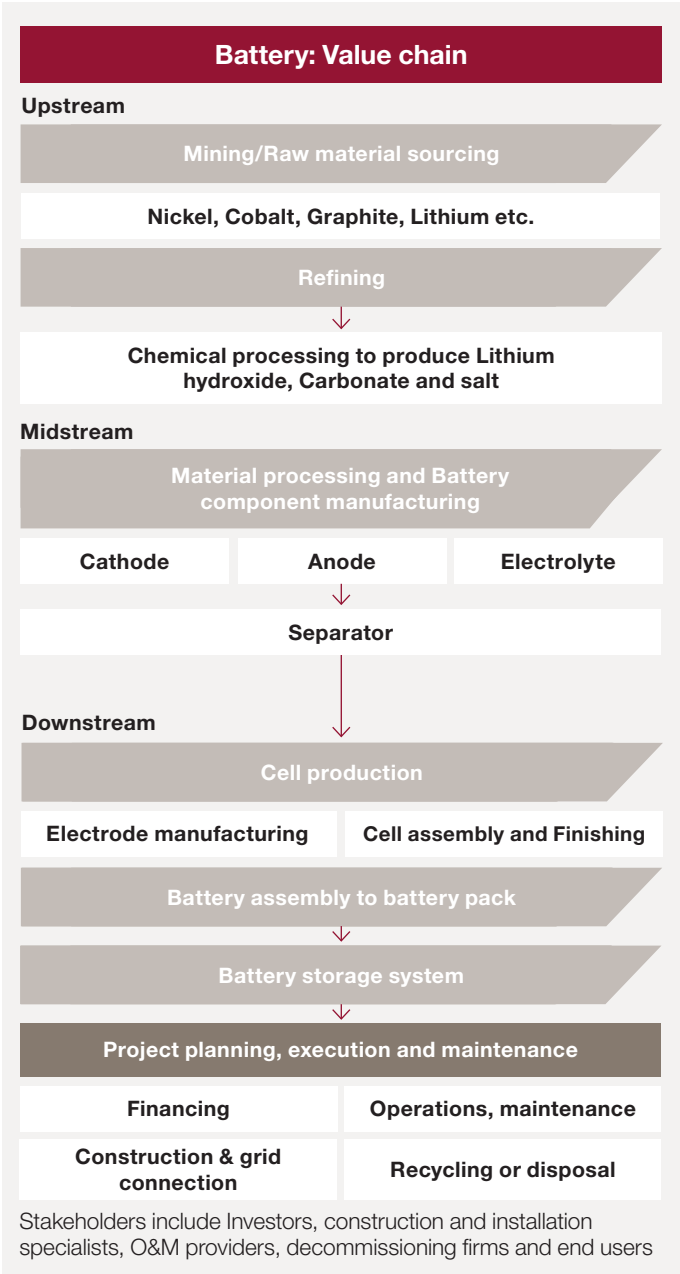 Battery: Value chain
Upstream
Mining/Raw material sourcing
Nickel, Cobalt, Graphite, Lithium etc.
Refining
Chemical processing to produce Lithium
hydroxide, Carbonate and salt
Midstream
Material processing and Battery
component manufacturing
Cathode
Anode
Electrolyte
Separator
Downstream
Cell production
Electrode manufacturing
Cell assembly and Finishing
Battery assembly to battery pack
Battery storage system
Project planning, execution and maintenance
Financing
Operations, maintenance
Construction & grid
connection
Recycling or disposal
Stakeholders include Investors, construction and installation
specialists, O&M providers, decommissioning firms and end users